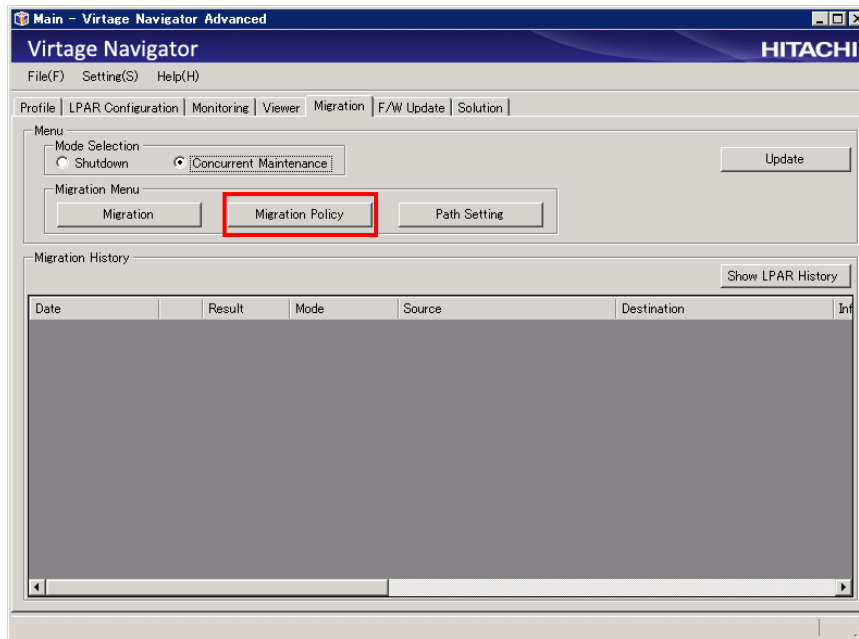 Main - Virtage Navigator Advanced
Virtage Navigator HITACHI
File(F) Setting(S) Help(H)
Profile LPAR Configuration Monitoring Viewer Migration F/W Update Solution
Menu
Mode Selection
Shutdown Concurrent Maintenance Update
Migration Menu
Migration Migration Policy Path Setting
Migration History
Show LPAR History
Date Result Mode Source Destination Inf